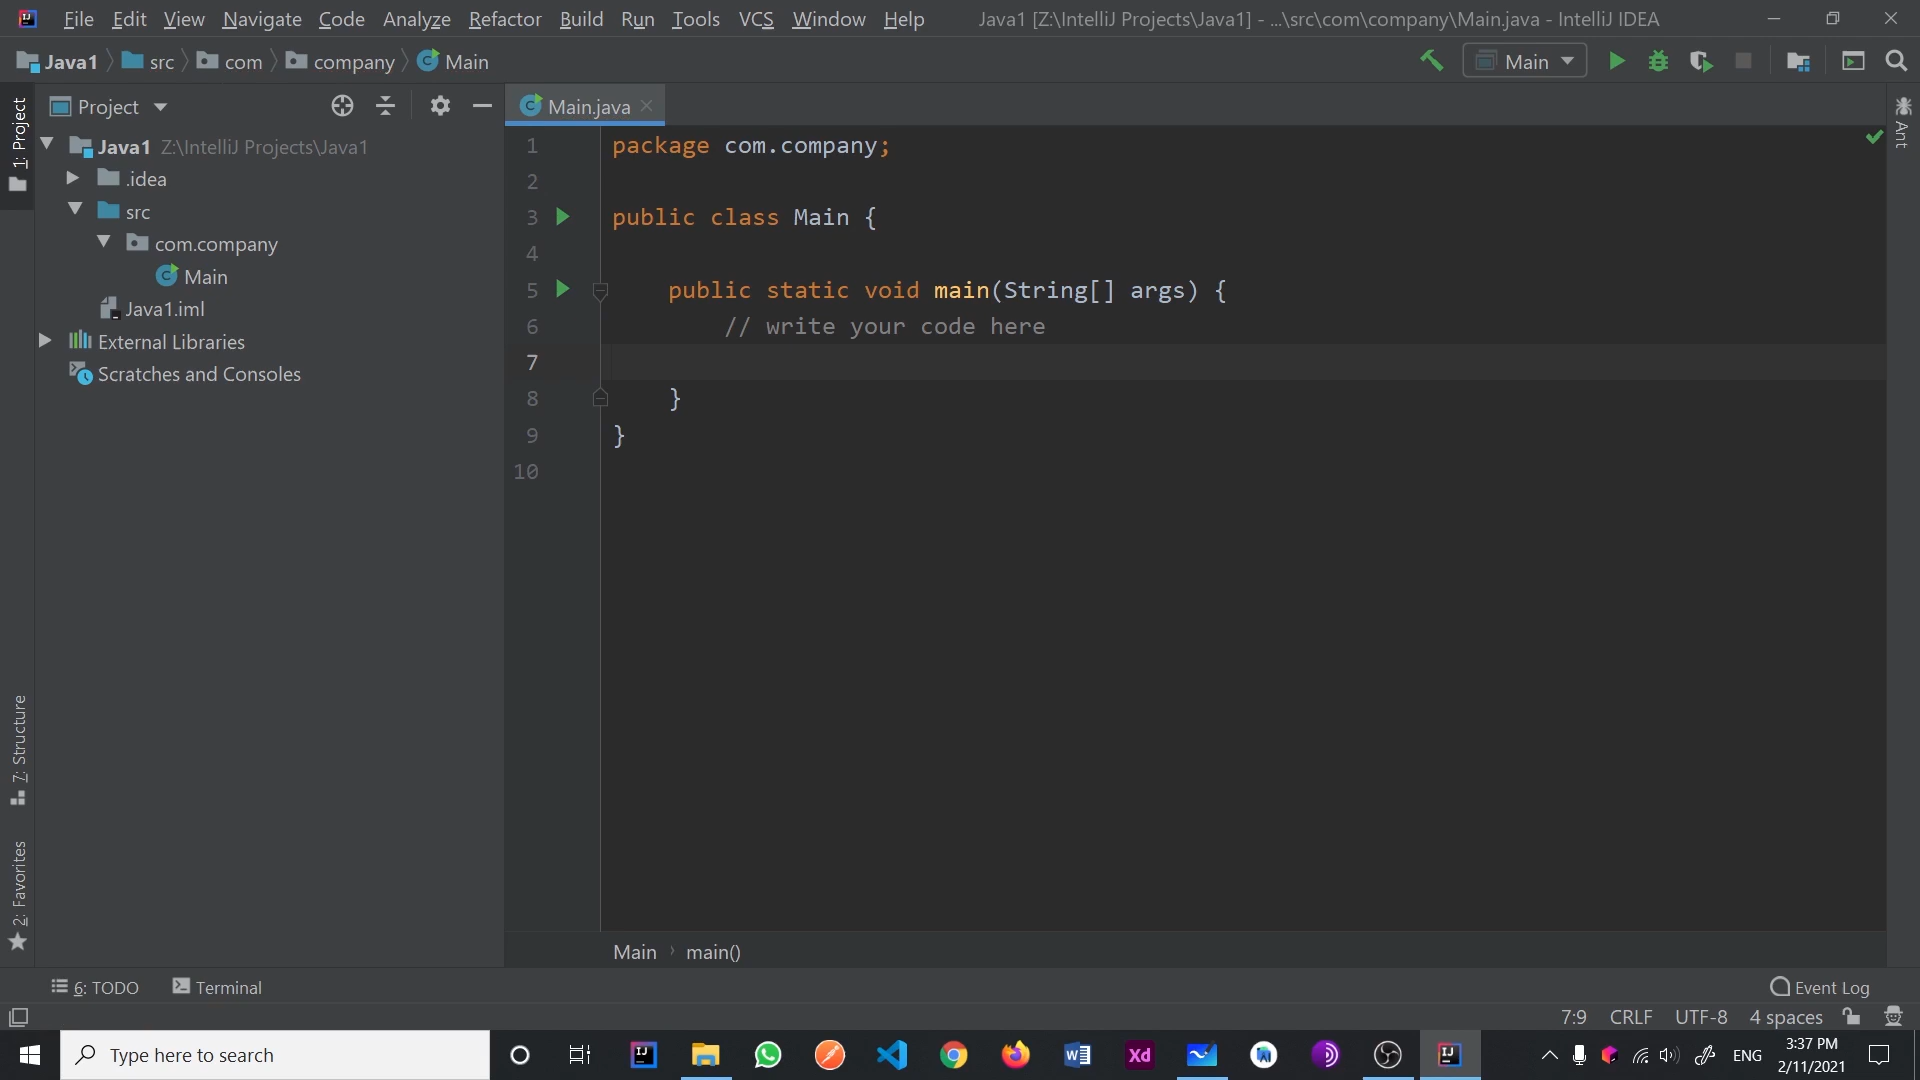 File Edit View Navigate Code Analyze Refactor Build Run Tools VCS Window Help Java1 [Z:\IntelliJ Projects\Java1] - ...\src\com\company\Main.java - IntelliJ IDEA
Java1 src com company Main Main
1: Project
Project
Java1 Z:\IntelliJ Projects\Java1
.idea
src
com.company
Main
Java1.iml
External Libraries
Scratches and Consoles
7: Structure
2: Favorites
Main.java
1 package com.company;
2
3 public class Main {
4
5 public static void main(String[] args) {
6 // write your code here
7
8 }
9 }
10
Ant
Main › main()
6: TODO Terminal Event Log
7:9 CRLF UTF-8 4 spaces
Type here to search
ENG
3:37 PM
2/11/2021